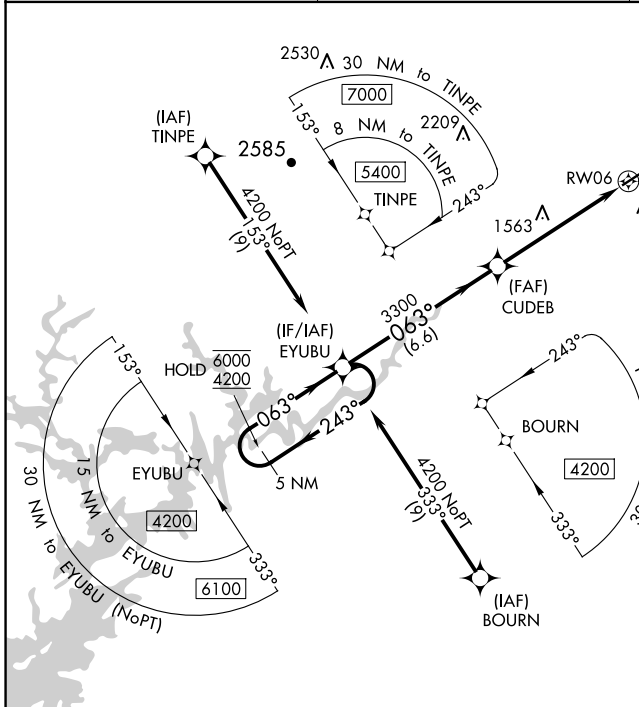 2530
30 NM to TINPE
7000
(IAF)
TINPE
153°
8 NM to TINPE
2209
2585
5400
TINPE
243°
RW06
4200 NoPT
153°
(9)
1563
(FAF)
CUDEB
3300
063°
(6.6)
(IF/IAF)
EYUBU
HOLD
6000
4200
063°
243°
5 NM
153°
EYUBU
4200
15 NM to EYUBU
333°
6100
30 NM to EYUBU (NoPT)
243°
BOURN
4200
333°
4200 NoPT
333°
(9)
(IAF)
BOURN